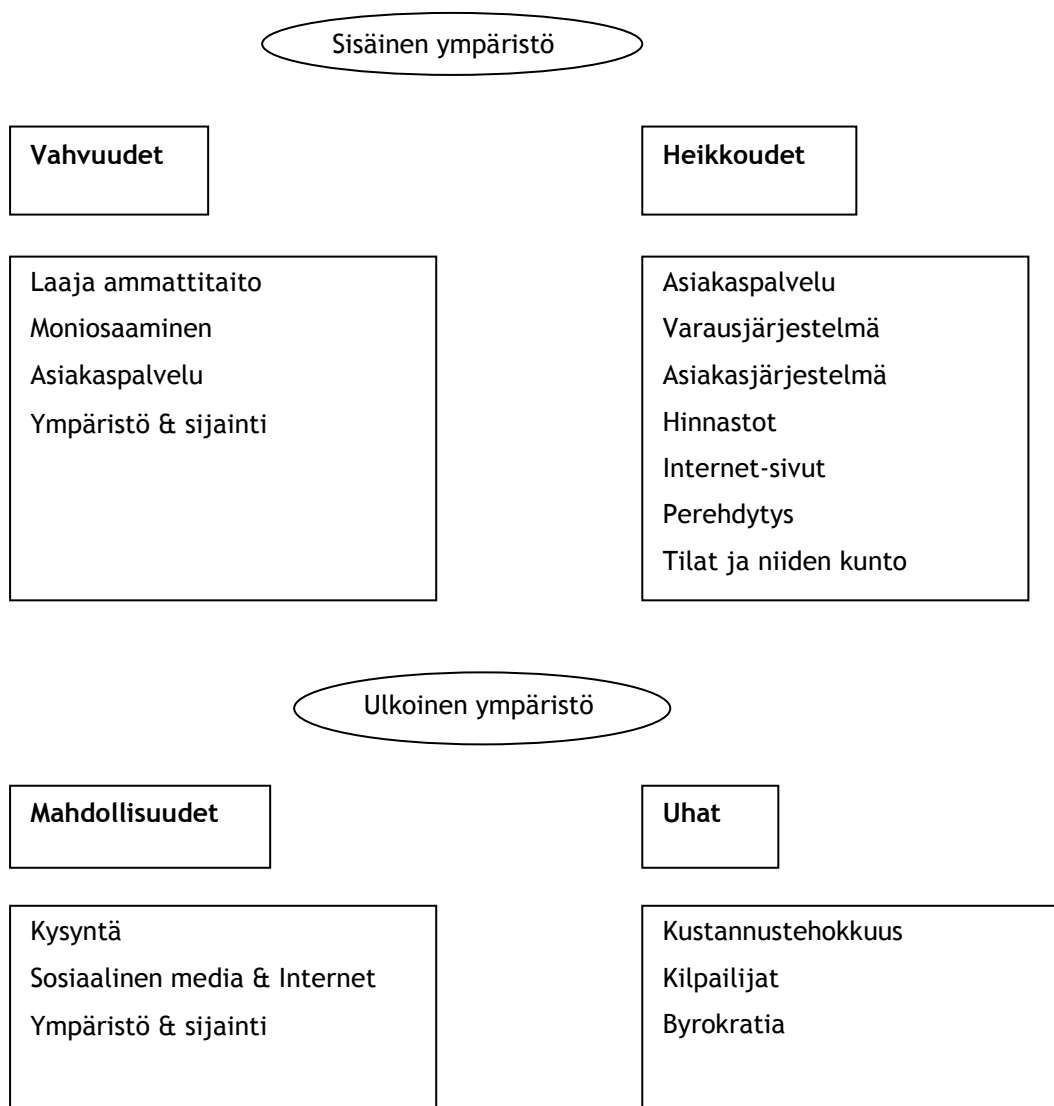 Sisäinen ympäristö
Vahvuudet
Laaja ammattitaito
Moniosaaminen
Asiakaspalvelu
Ympäristö & sijainti
Heikkoudet
Asiakaspalvelu
Varausjärjestelmä
Asiakasjärjestelmä
Hinnastot
Internet-sivut
Perehdytys
Tilat ja niiden kunto
Ulkoinen ympäristö
Mahdollisuudet
Kysyntä
Sosiaalinen media & Internet
Ympäristö & sijainti
Uhat
Kustannustehokkuus
Kilpailijat
Byrokratia